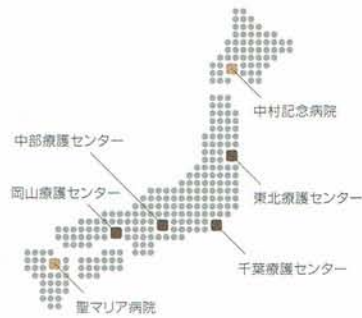 中村記念病院
中部療護センター
岡山療護センター
東北療護センター
千葉療護センター
聖マリア病院